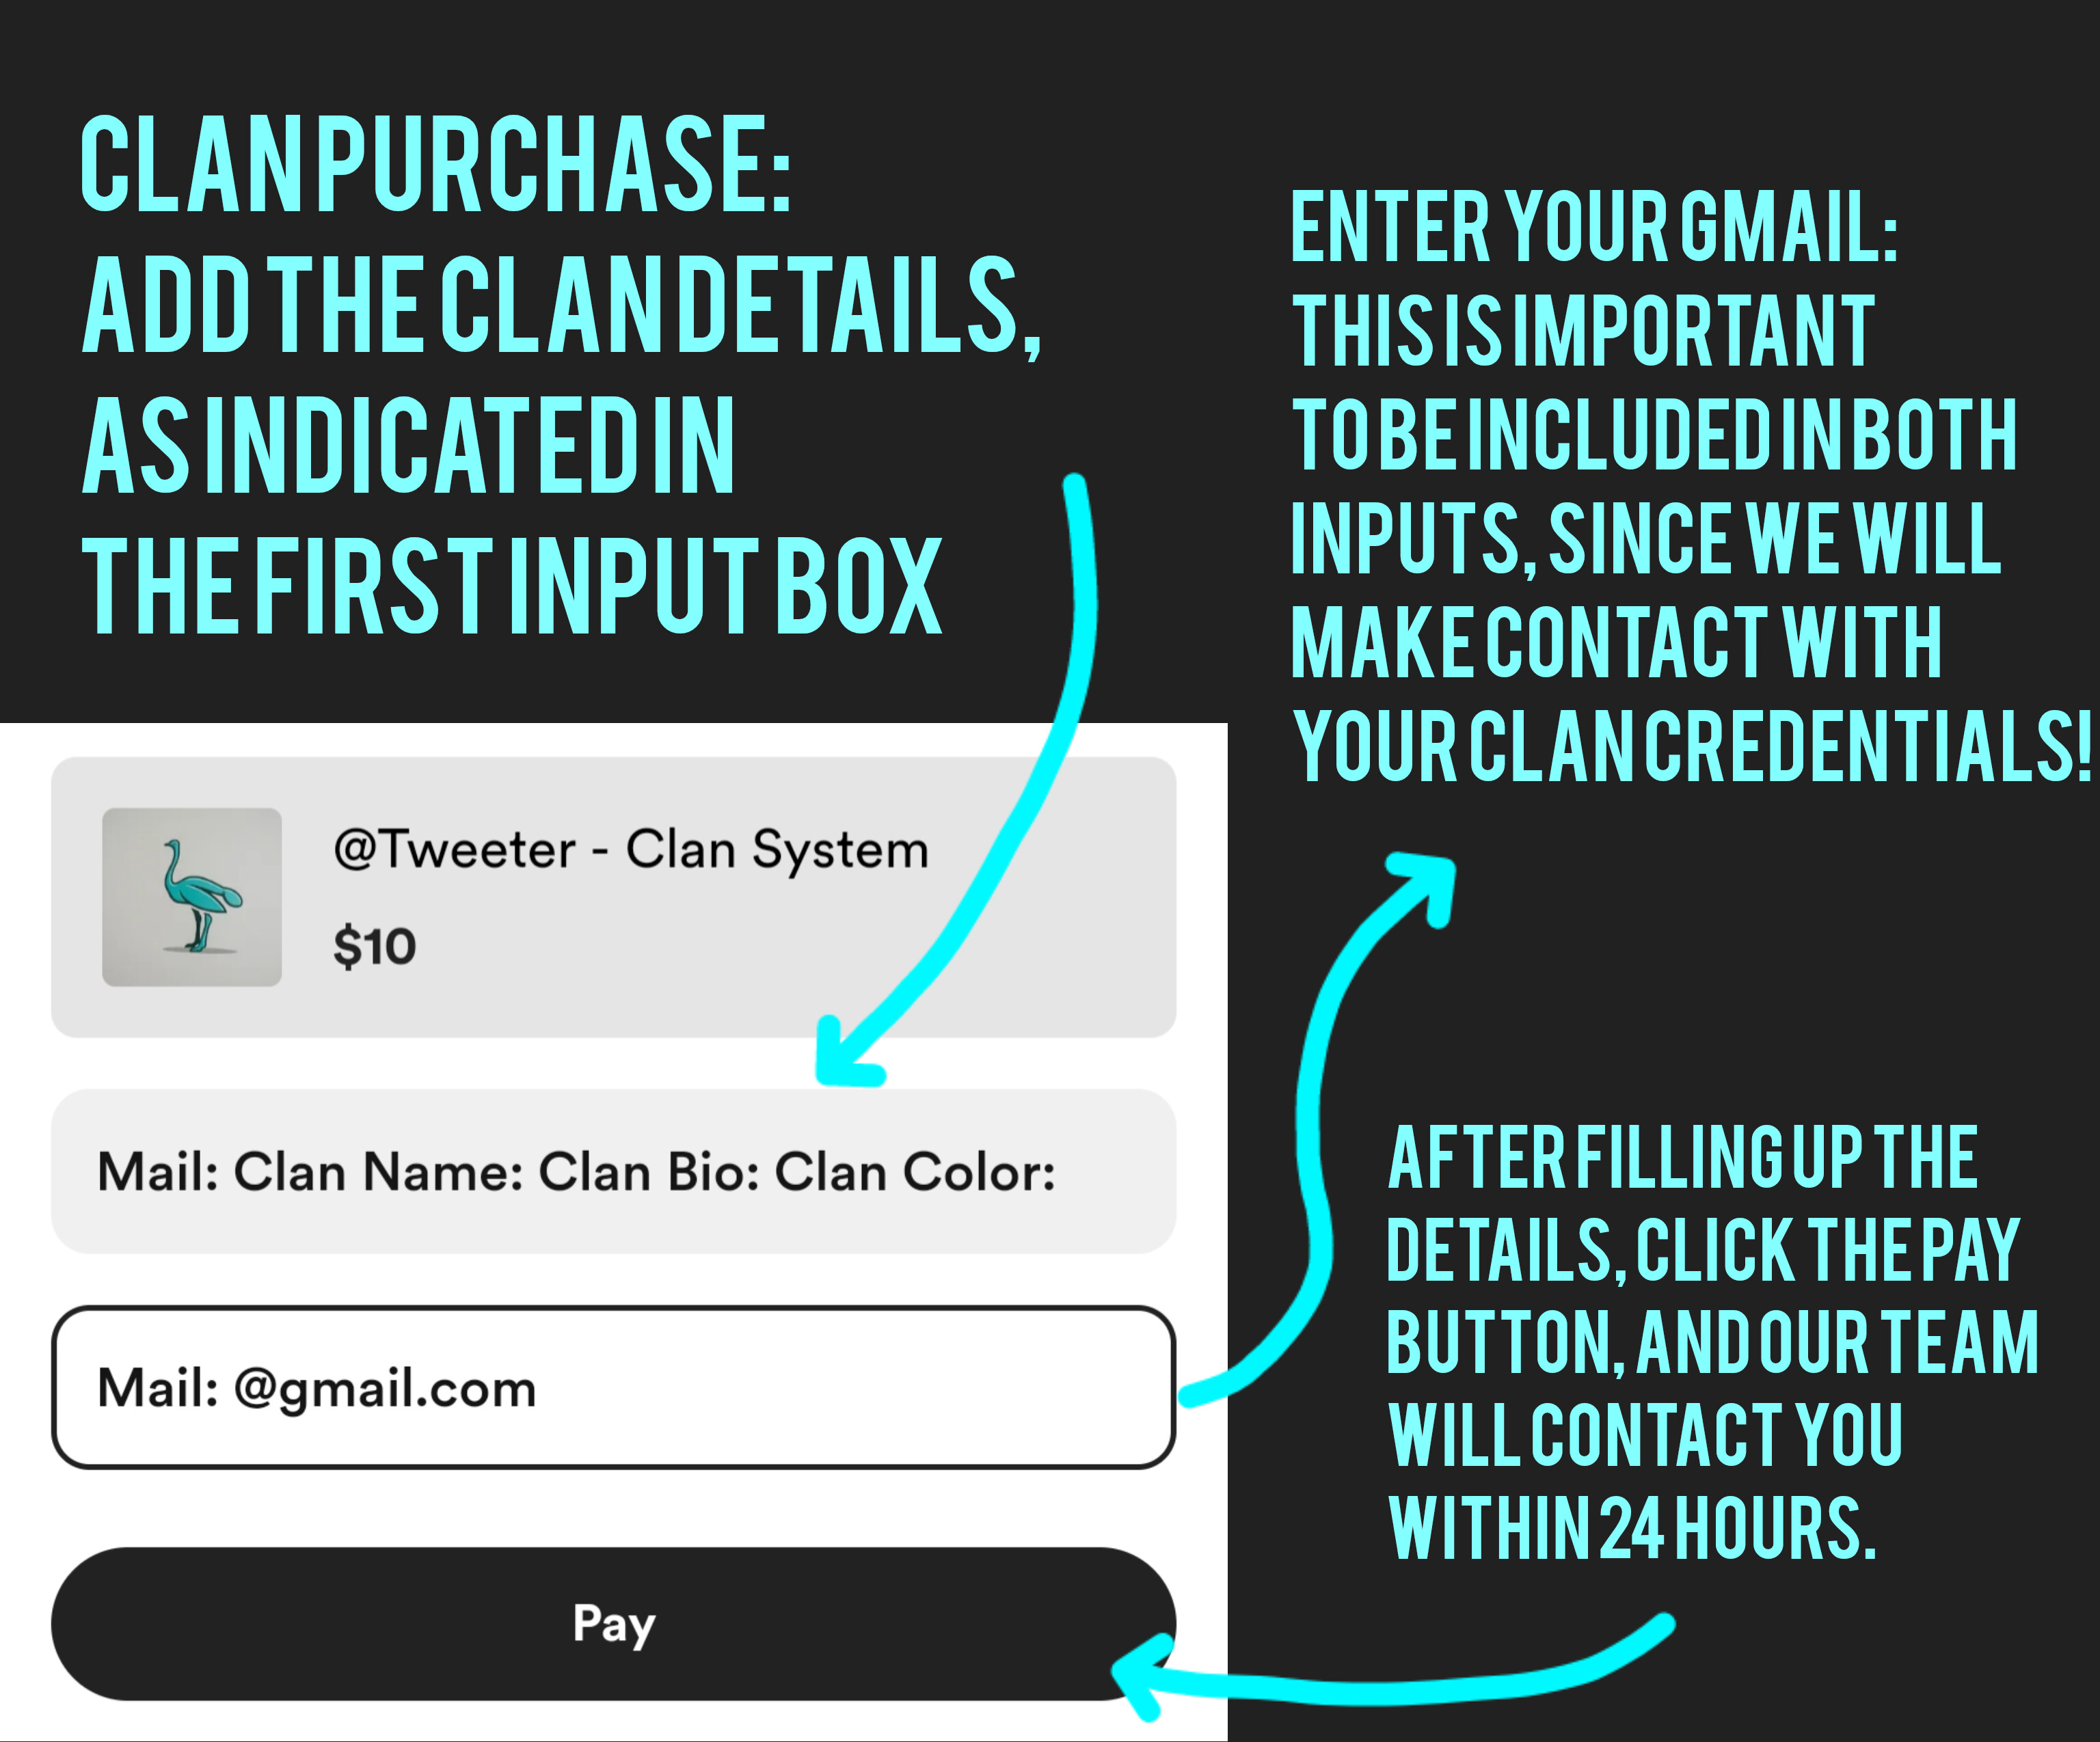 CLAN PURCHASE:
ADD THE CLAN DETAILS,
AS INDICATED IN
THE FIRST INPUT BOX
ENTER YOUR GMAIL:
THIS IS IMPORTANT
TO BE INCLUDED IN BOTH
INPUTS, SINCE WE WILL
MAKE CONTACT WITH
YOUR CLAN CREDENTIALS!
@Tweeter - Clan System
$10
Mail: Clan Name: Clan Bio: Clan Color:
Mail: @gmail.com
Pay
AFTER FILLING UP THE
DETAILS, CLICK THE PAY
BUTTON, AND OUR TEAM
WILL CONTACT YOU
WITHIN 24 HOURS.